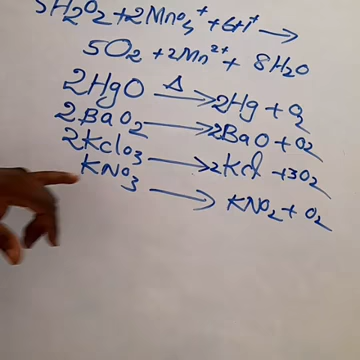 5H₂O₂ + 2MnO₄⁺ + 6H⁺ →
5O₂ + 2Mn²⁺ + 8H₂O
2HgO —Δ→ 2Hg + O₂
2BaO₂ → 2BaO + O₂
2KClO₃ → 2KCl + 3O₂
KNO₃ → KNO₂ + O₂